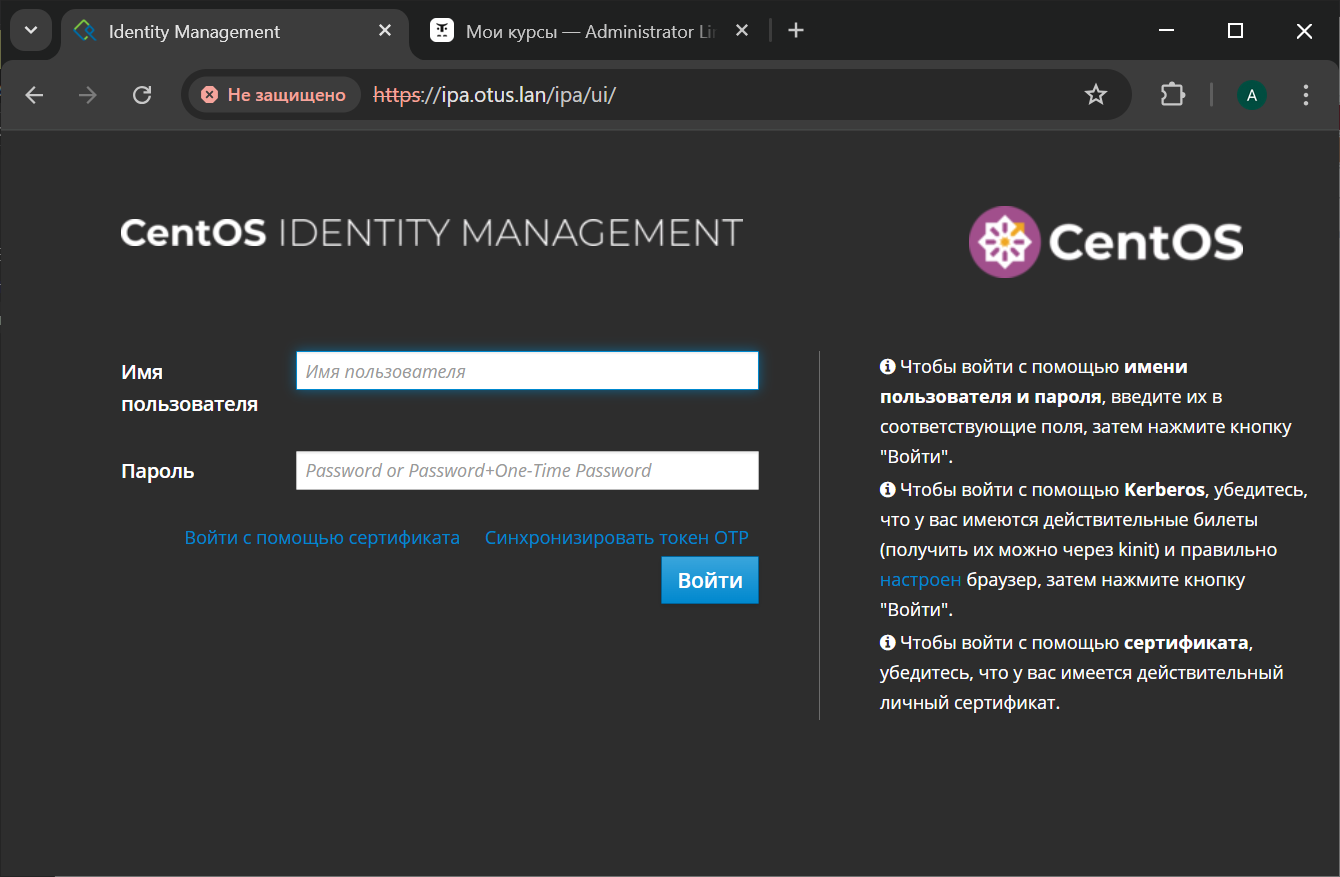 Identity Management
Мои курсы — Administrator Lin
Не защищено
https://ipa.otus.lan/ipa/ui/
A
CentOS IDENTITY MANAGEMENT
CentOS
Имя
пользователя
Имя пользователя
Пароль
Password or Password+One-Time Password
Войти с помощью сертификата
Синхронизировать токен OTP
Войти
Чтобы войти с помощью имени
пользователя и пароля, введите их в
соответствующие поля, затем нажмите кнопку
"Войти".
Чтобы войти с помощью Kerberos, убедитесь,
что у вас имеются действительные билеты
(получить их можно через kinit) и правильно
настроен браузер, затем нажмите кнопку
"Войти".
Чтобы войти с помощью сертификата,
убедитесь, что у вас имеется действительный
личный сертификат.